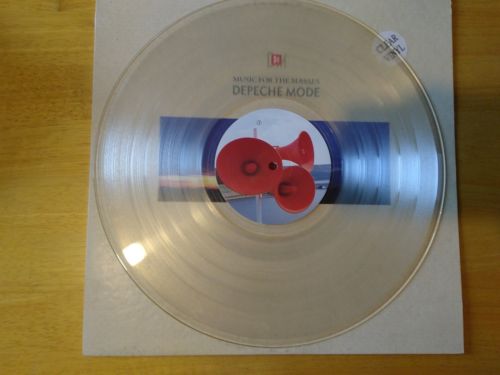 CLEAR
VINYL
MUSIC FOR THE MASSES
DEPECHE MODE